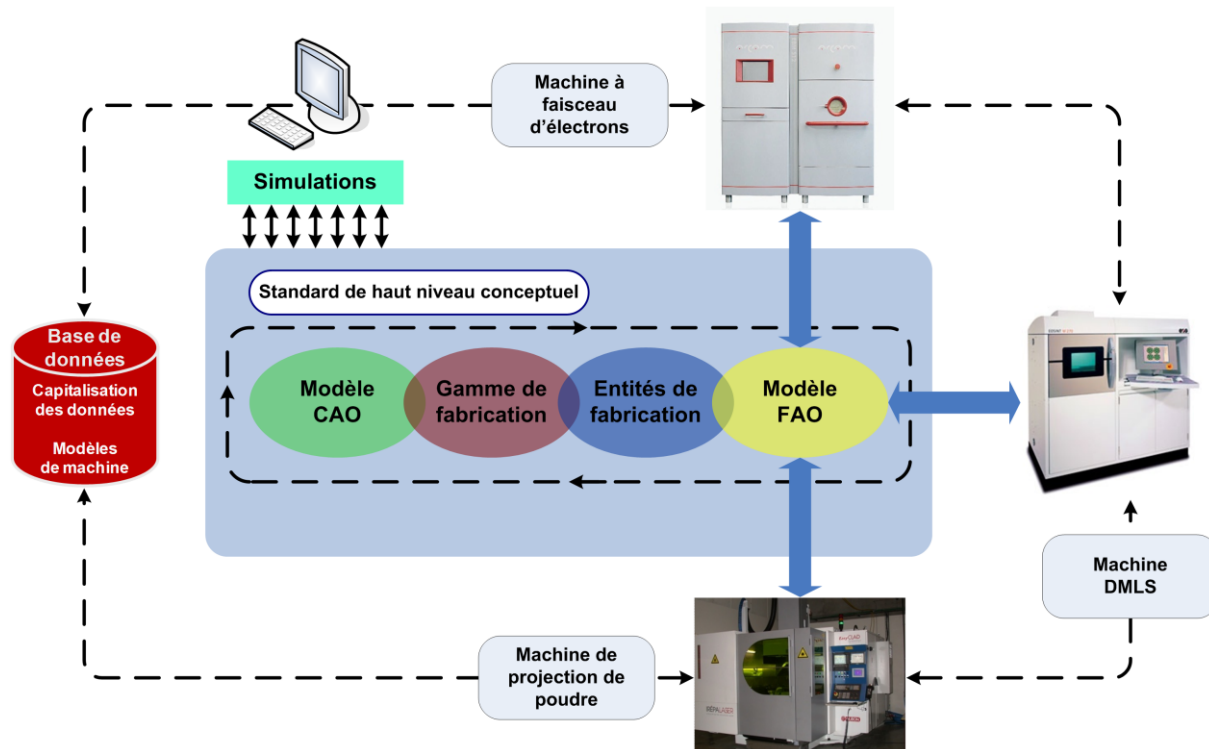 Machine à
faisceau
d'électrons
Simulations
Standard de haut niveau conceptuel
Base de
données
Capitalisation
des données
Modèles
de machine
Modèle
CAO
Gamme de
fabrication
Entités de
fabrication
Modèle
FAO
Machine
DMLS
Machine de
projection de
poudre